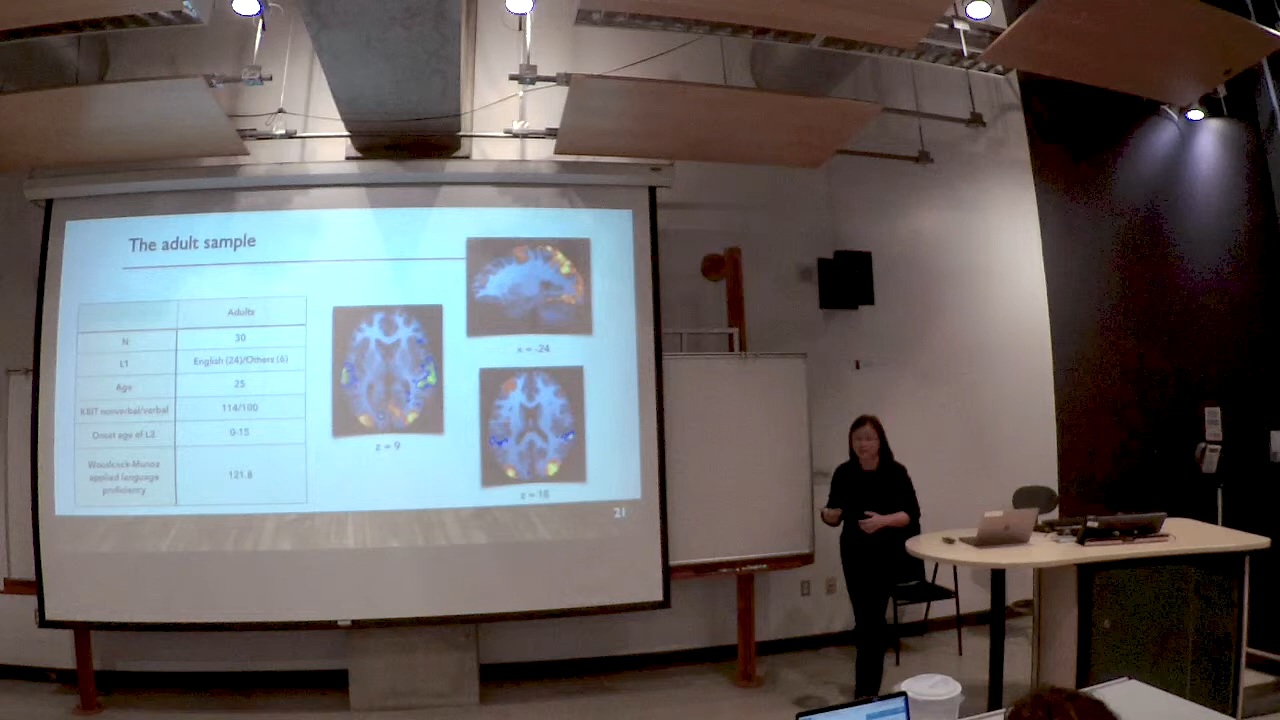 The adult sample
Adults
N 30
L1 English (24)/Others (6)
Age 25
KBIT nonverbal/verbal 114/100
Onset age of L2 0-15
Woodcock-Munoz
applied language
proficiency
121.8
z = 9
x = -24
z = 18
21